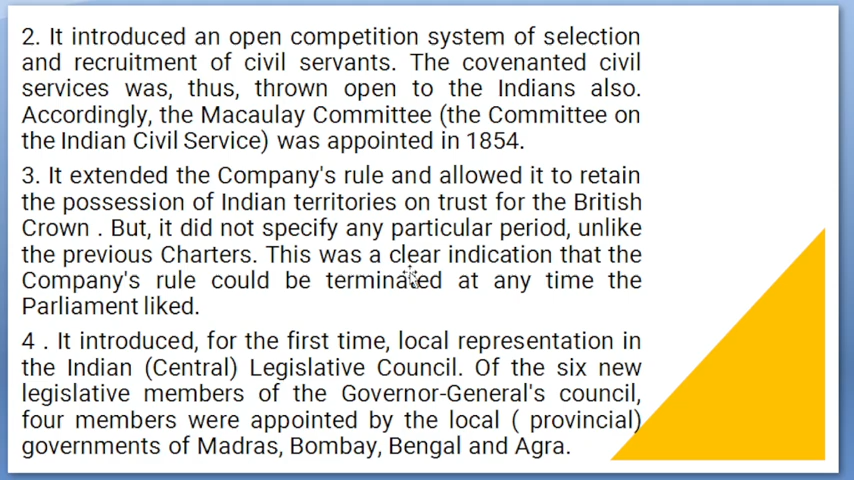 2. It introduced an open competition system of selection
and recruitment of civil servants. The covenanted civil
services was, thus, thrown open to the Indians also.
Accordingly, the Macaulay Committee (the Committee on
the Indian Civil Service) was appointed in 1854.
3. It extended the Company's rule and allowed it to retain
the possession of Indian territories on trust for the British
Crown . But, it did not specify any particular period, unlike
the previous Charters. This was a clear indication that the
Company's rule could be terminated at any time the
Parliament liked.
4 . It introduced, for the first time, local representation in
the Indian (Central) Legislative Council. Of the six new
legislative members of the Governor-General's council,
four members were appointed by the local ( provincial)
governments of Madras, Bombay, Bengal and Agra.